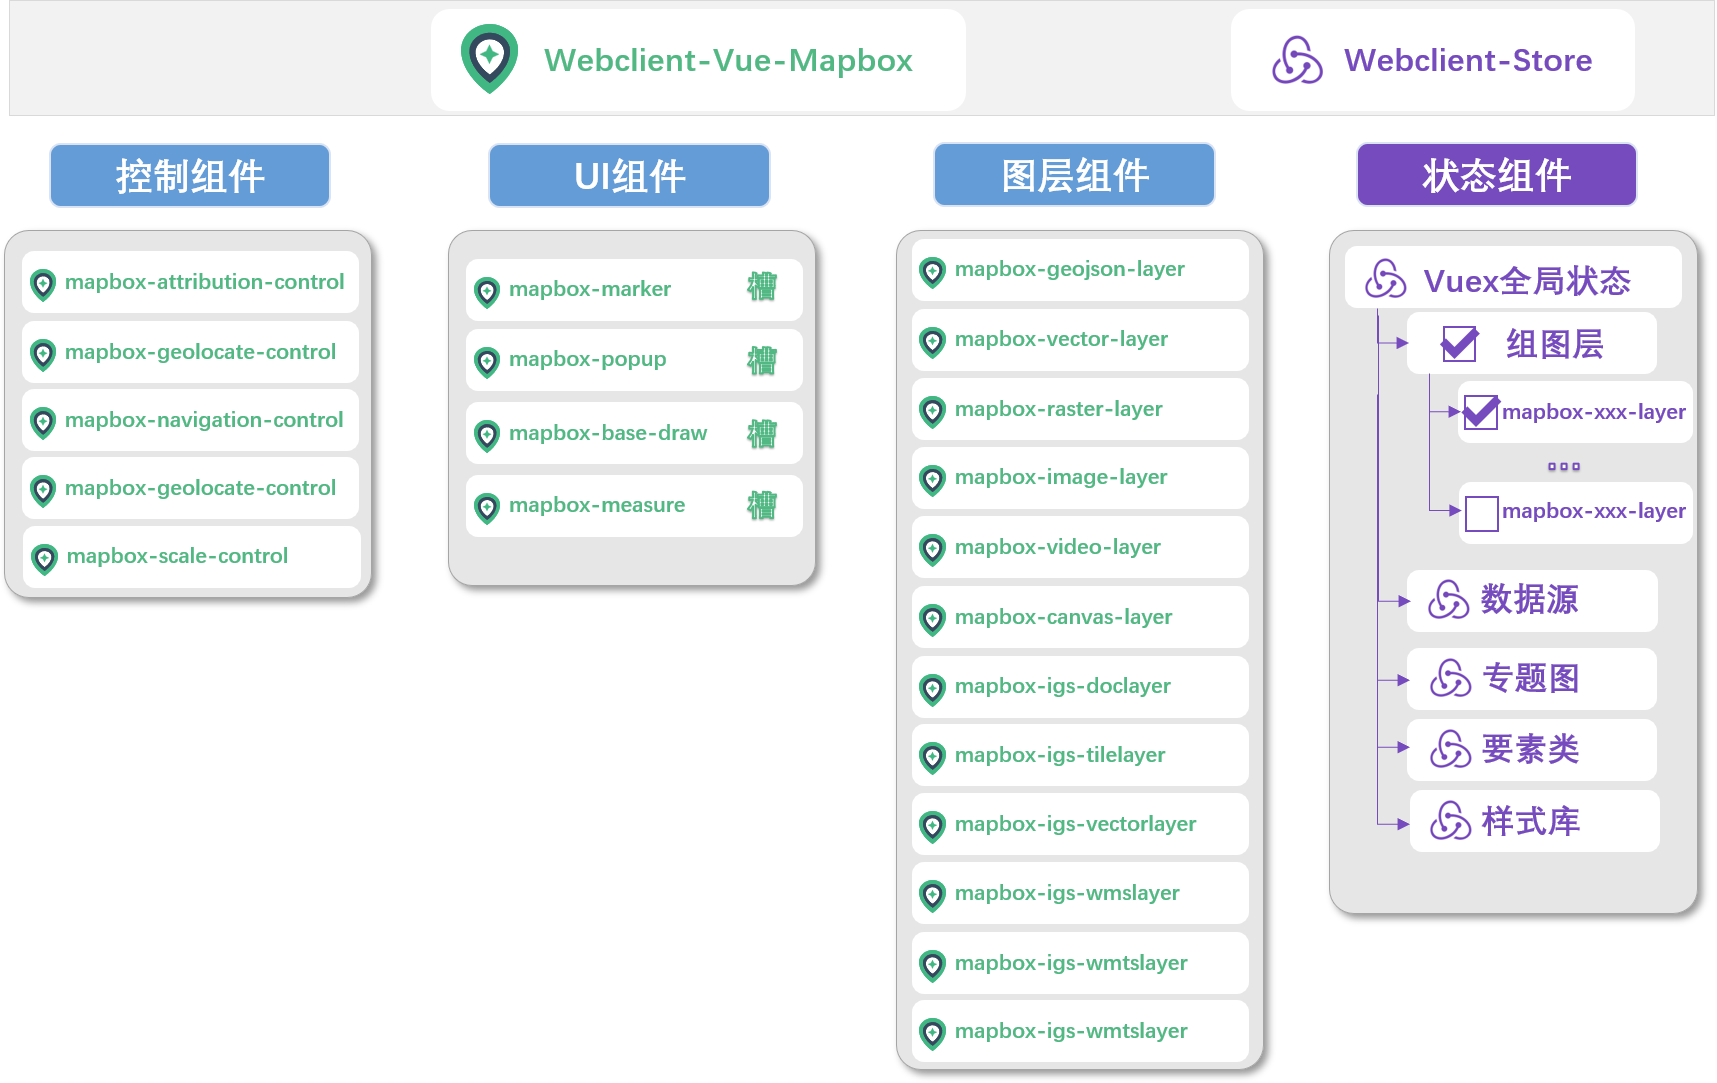 Webclient-Vue-Mapbox
Webclient-Store
控制组件
mapbox-attribution-control
mapbox-geolocate-control
mapbox-navigation-control
mapbox-geolocate-control
mapbox-scale-control
UI组件
mapbox-marker 槽
mapbox-popup 槽
mapbox-base-draw 槽
mapbox-measure 槽
图层组件
mapbox-geojson-layer
mapbox-vector-layer
mapbox-raster-layer
mapbox-image-layer
mapbox-video-layer
mapbox-canvas-layer
mapbox-igs-doclayer
mapbox-igs-tilelayer
mapbox-igs-vectorlayer
mapbox-igs-wmslayer
mapbox-igs-wmtslayer
mapbox-igs-wmtslayer
状态组件
Vuex全局状态
组图层
mapbox-xxx-layer
...
mapbox-xxx-layer
数据源
专题图
要素类
样式库